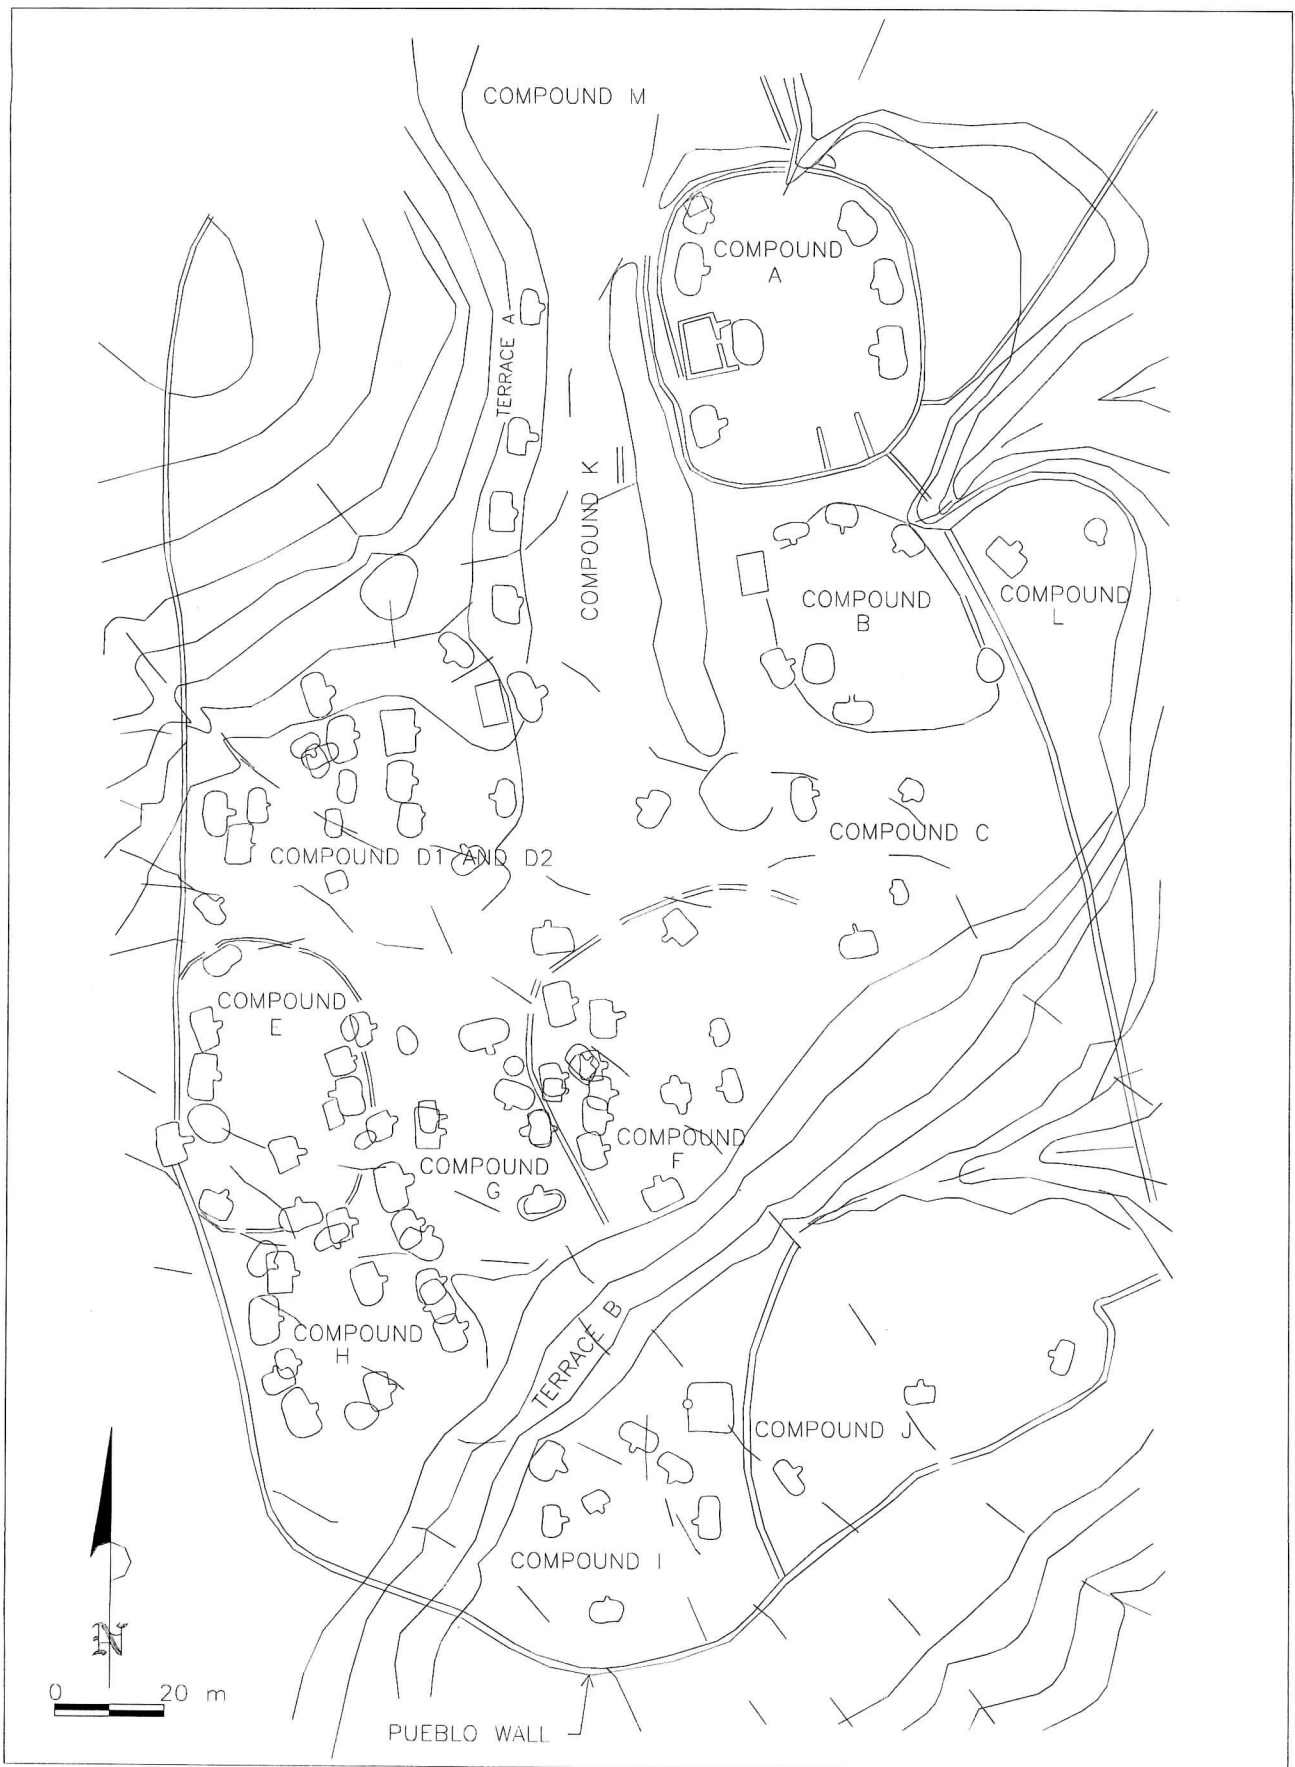 COMPOUND M
COMPOUND
A
TERRACE A
COMPOUND K
COMPOUND
B
COMPOUND
L
COMPOUND C
COMPOUND D1 AND D2
COMPOUND
E
COMPOUND
F
COMPOUND
G
COMPOUND
H
TERRACE B
COMPOUND J
COMPOUND I
N
0 20 m
PUEBLO WALL